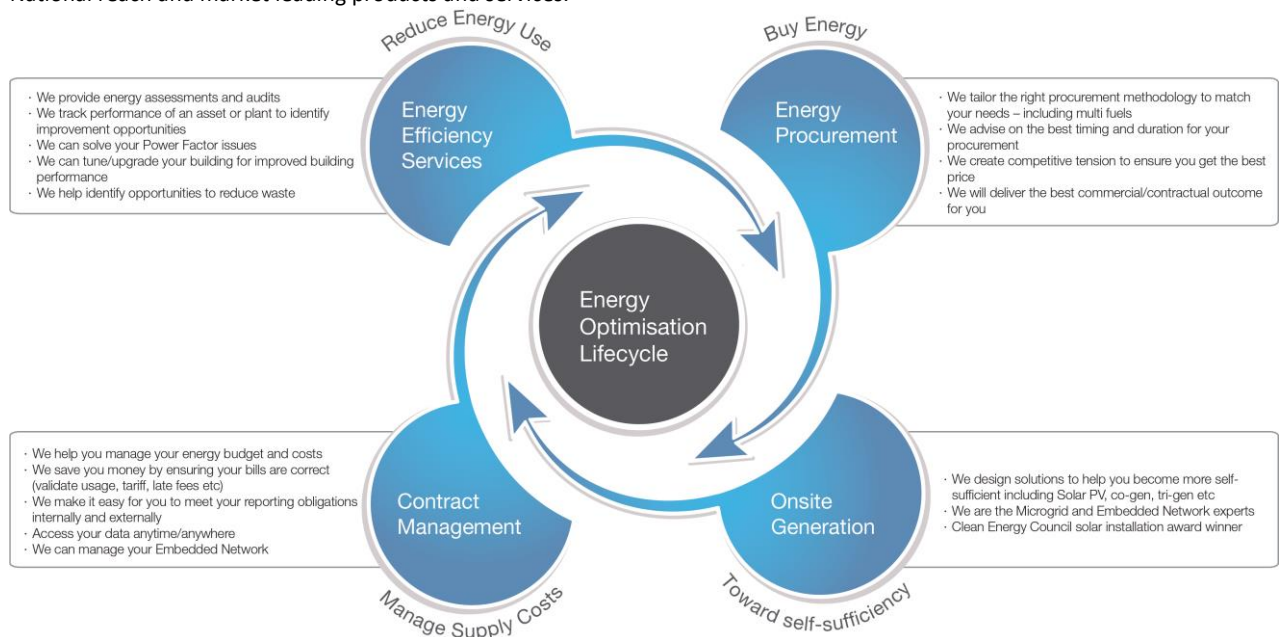 National reach and market leading products and services.
Reduce Energy Use
Energy
Efficiency
Services
· We provide energy assessments and audits
· We track performance of an asset or plant to identify
improvement opportunities
· We can solve your Power Factor issues
· We can tune/upgrade your building for improved building
performance
· We help identify opportunities to reduce waste
Buy Energy
Energy
Procurement
· We tailor the right procurement methodology to match
your needs – including multi fuels
· We advise on the best timing and duration for your
procurement
· We create competitive tension to ensure you get the best
price
· We will deliver the best commercial/contractual outcome
for you
Energy
Optimisation
Lifecycle
· We help you manage your energy budget and costs
· We save you money by ensuring your bills are correct
(validate usage, tariff, late fees etc)
· We make it easy for you to meet your reporting obligations
internally and externally
· Access your data anytime/anywhere
· We can manage your Embedded Network
Contract
Management
Manage Supply Costs
Onsite
Generation
Toward self-sufficiency
· We design solutions to help you become more self-
sufficient including Solar PV, co-gen, tri-gen etc
· We are the Microgrid and Embedded Network experts
· Clean Energy Council solar installation award winner